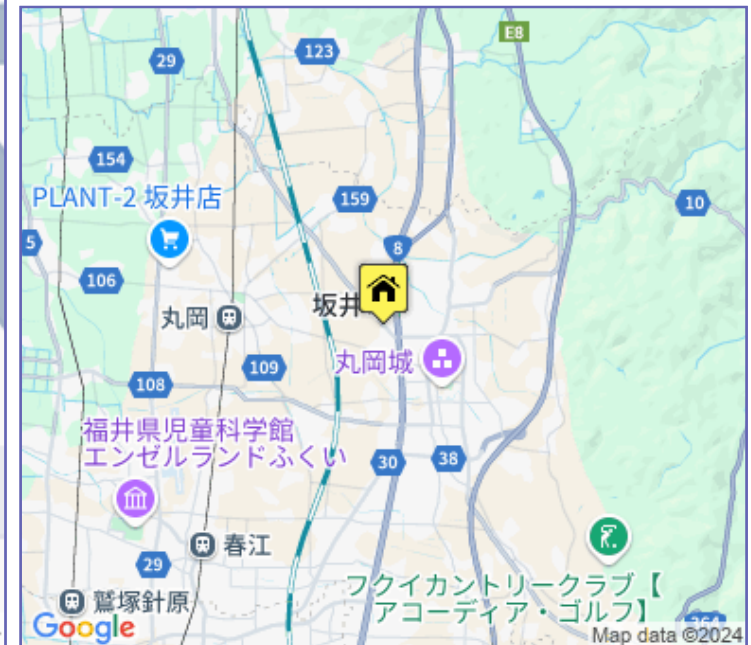 E8
123
29
154
PLANT-2 坂井店
159
10
5
8
106
坂井
丸岡
丸岡城
109
108
福井県児童科学館
エンゼルランドふくい
30
38
春江
29
フクイカントリークラブ【
アコーディア・ゴルフ】
鷲塚針原
364
Google
Map data ©2024